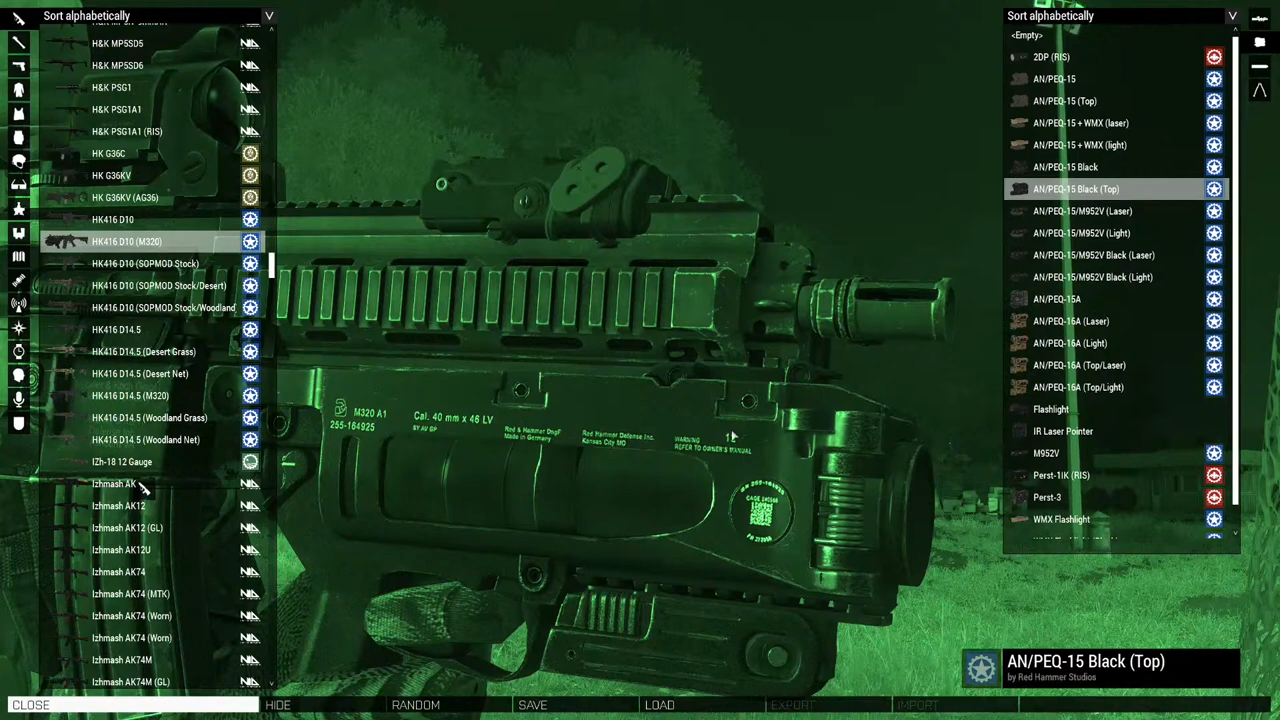 Sort alphabetically
V
H&K MP5SD5
H&K MP5SD6
H&K PSG1
H&K PSG1A1
H&K PSG1A1 (RIS)
HK G36C
HK G36KV
HK G36KV (AG36)
HK416 D10
HK416 D10 (M320)
HK416 D10 (SOPMOD Stock)
HK416 D10 (SOPMOD Stock/Desert)
HK416 D10 (SOPMOD Stock/Woodland
HK416 D14.5
HK416 D14.5 (Desert Grass)
HK416 D14.5 (Desert Net)
HK416 D14.5 (M320)
HK416 D14.5 (Woodland Grass)
HK416 D14.5 (Woodland Net)
IZh-18 12 Gauge
Izhmash AK
Izhmash AK12
Izhmash AK12 (GL)
Izhmash AK12U
Izhmash AK74
Izhmash AK74 (MTK)
Izhmash AK74 (Worn)
Izhmash AK74 (Worn)
Izhmash AK74M
Izhmash AK74M (GL)
M320 A1
255-164925
Cal. 40 mm x 46 LV
Made in Germany
Red Hammer Defense Inc.
Kansas City MO
WARNING
REFER TO OWNER'S MANUAL
Sort alphabetically
V
<Empty>
2DP (RIS)
AN/PEQ-15
AN/PEQ-15 (Top)
AN/PEQ-15 + WMX (laser)
AN/PEQ-15 + WMX (light)
AN/PEQ-15 Black
AN/PEQ-15 Black (Top)
AN/PEQ-15/M952V (Laser)
AN/PEQ-15/M952V (Light)
AN/PEQ-15/M952V Black (Laser)
AN/PEQ-15/M952V Black (Light)
AN/PEQ-15A
AN/PEQ-16A (Laser)
AN/PEQ-16A (Light)
AN/PEQ-16A (Top/Laser)
AN/PEQ-16A (Top/Light)
Flashlight
IR Laser Pointer
M952V
Perst-1IK (RIS)
Perst-3
WMX Flashlight
AN/PEQ-15 Black (Top)
by Red Hammer Studios
CLOSE
HIDE
RANDOM
SAVE
LOAD
EXPORT
IMPORT